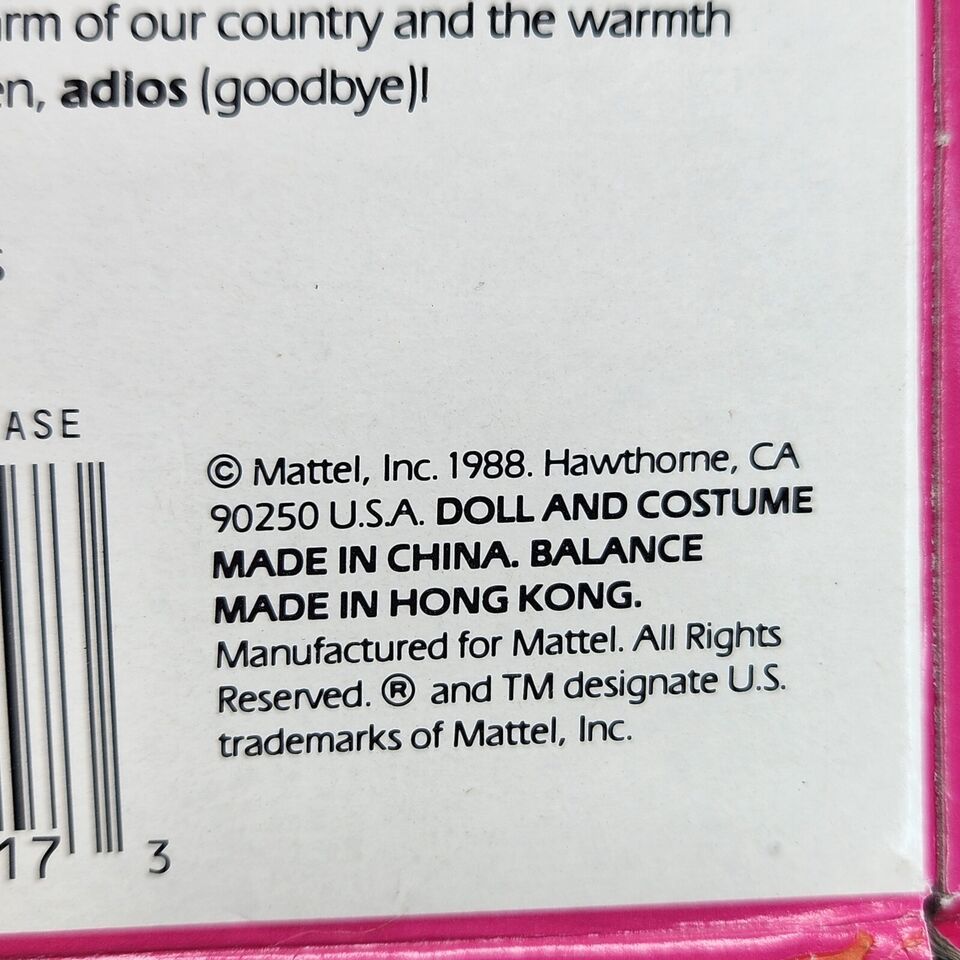 rm of our country and the warmth
en, adios (goodbye)!
S
ASE
© Mattel, Inc. 1988. Hawthorne, CA
90250 U.S.A. DOLL AND COSTUME
MADE IN CHINA. BALANCE
MADE IN HONG KONG.
Manufactured for Mattel. All Rights
Reserved. ® and TM designate U.S.
trademarks of Mattel, Inc.
17 3